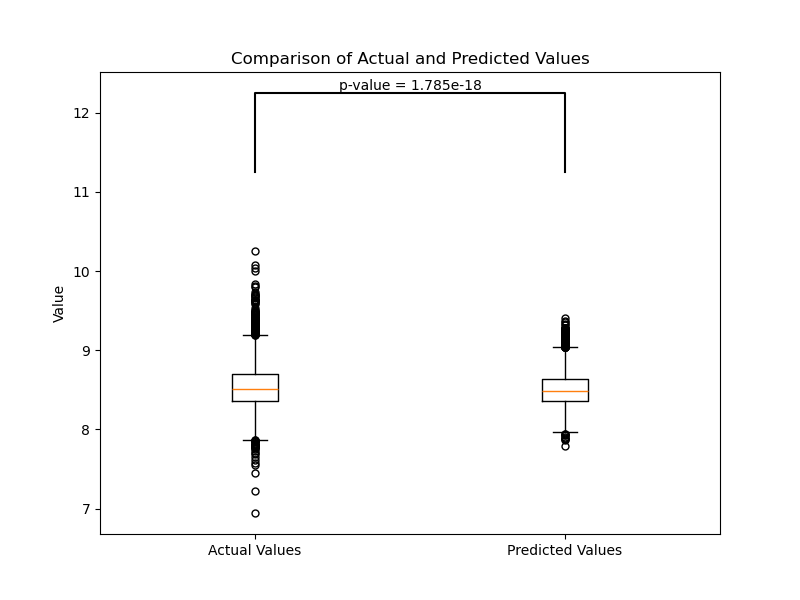 Comparison of Actual and Predicted Values
p-value = 1.785e-18
12
11
10
9
8
7
Value
Actual Values
Predicted Values